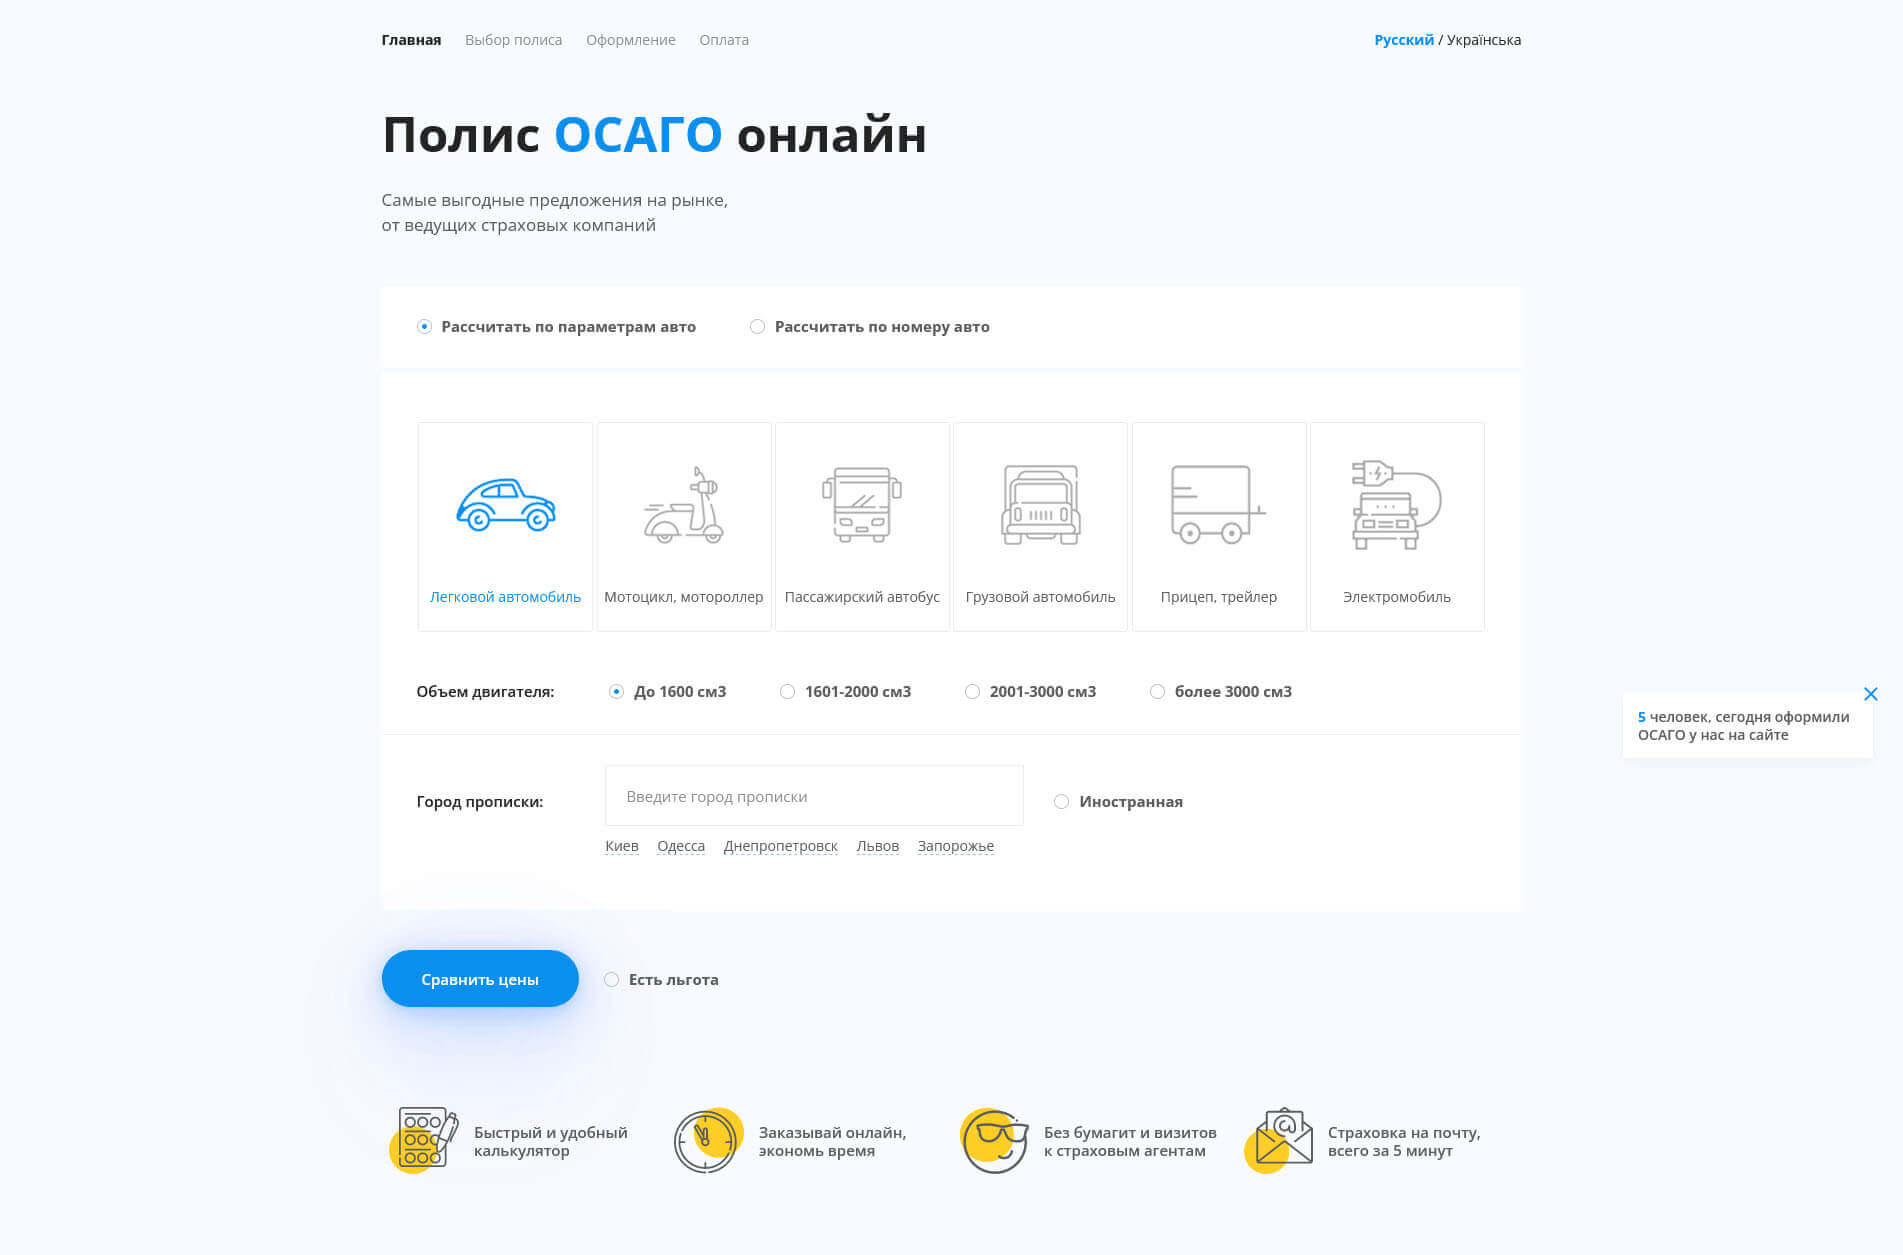 Главная Выбор полиса Оформление Оплата Русский / Українська
Полис ОСАГО онлайн
Самые выгодные предложения на рынке,
от ведущих страховых компаний
Рассчитать по параметрам авто Рассчитать по номеру авто
Легковой автомобиль Мотоцикл, мотороллер Пассажирский автобус Грузовой автомобиль Прицеп, трейлер Электромобиль
Объем двигателя: До 1600 см3 1601-2000 см3 2001-3000 см3 более 3000 см3
5 человек, сегодня оформили
ОСАГО у нас на сайте
Город прописки: Введите город прописки Иностранная
Киев Одесса Днепропетровск Львов Запорожье
Сравнить цены Есть льгота
Быстрый и удобный
калькулятор
Заказывай онлайн,
экономь время
Без бумагит и визитов
к страховым агентам
Страховка на почту,
всего за 5 минут